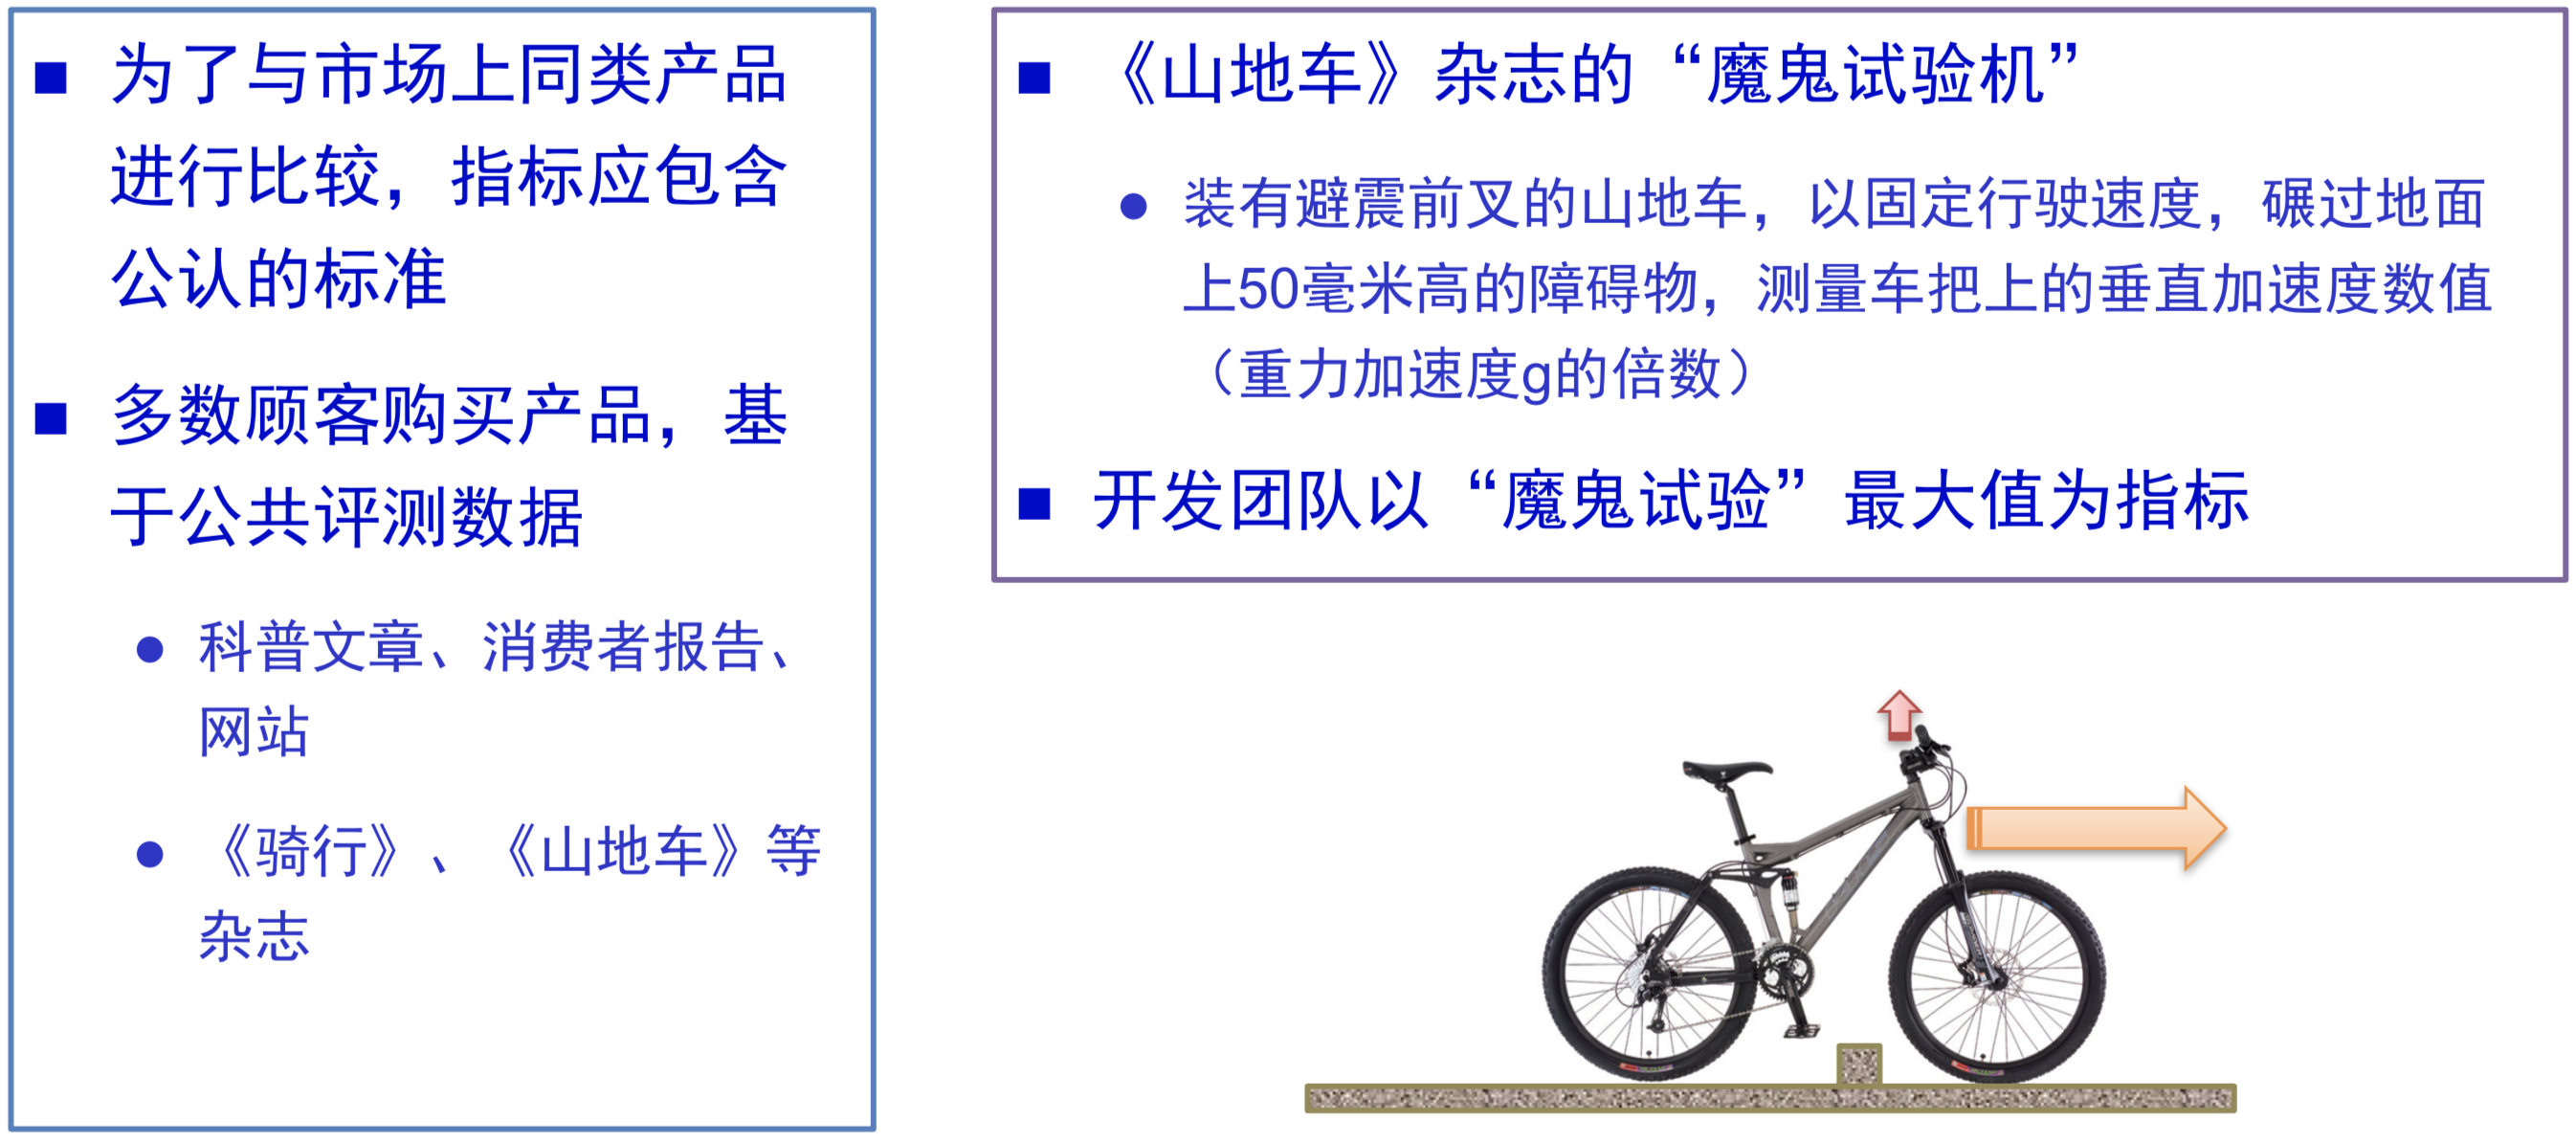 为了与市场上同类产品
进行比较，指标应包含
公认的标准
多数顾客购买产品，基
于公共评测数据
科普文章、消费者报告、
网站
《骑行》、《山地车》等
杂志
《山地车》杂志的“魔鬼试验机”
装有避震前叉的山地车，以固定行驶速度，碾过地面
上50毫米高的障碍物，测量车把上的垂直加速度数值
（重力加速度g的倍数）
开发团队以“魔鬼试验”最大值为指标